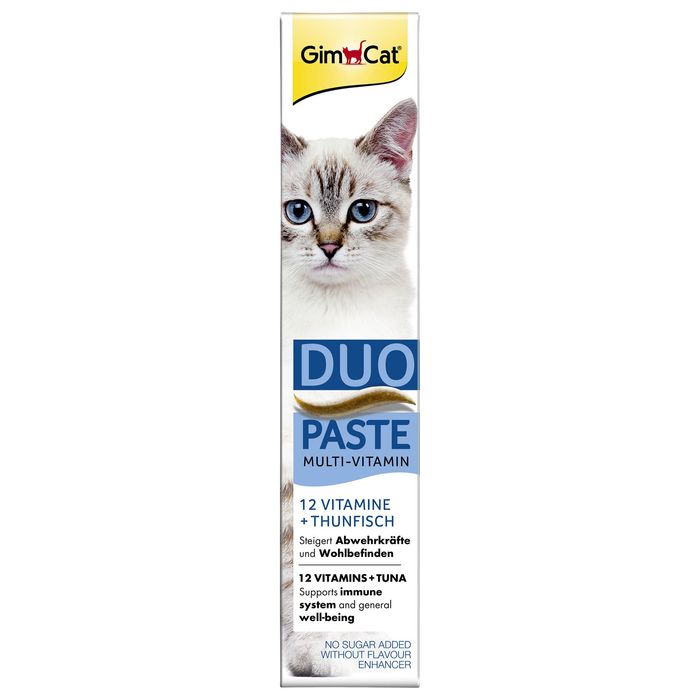 GimCat®
DUO
PASTE
MULTI-VITAMIN
12 VITAMINE
+ THUNFISCH
Steigert Abwehrkräfte
und Wohlbefinden
12 VITAMINS + TUNA
Supports immune
system and general
well-being
NO SUGAR ADDED
WITHOUT FLAVOUR
ENHANCER